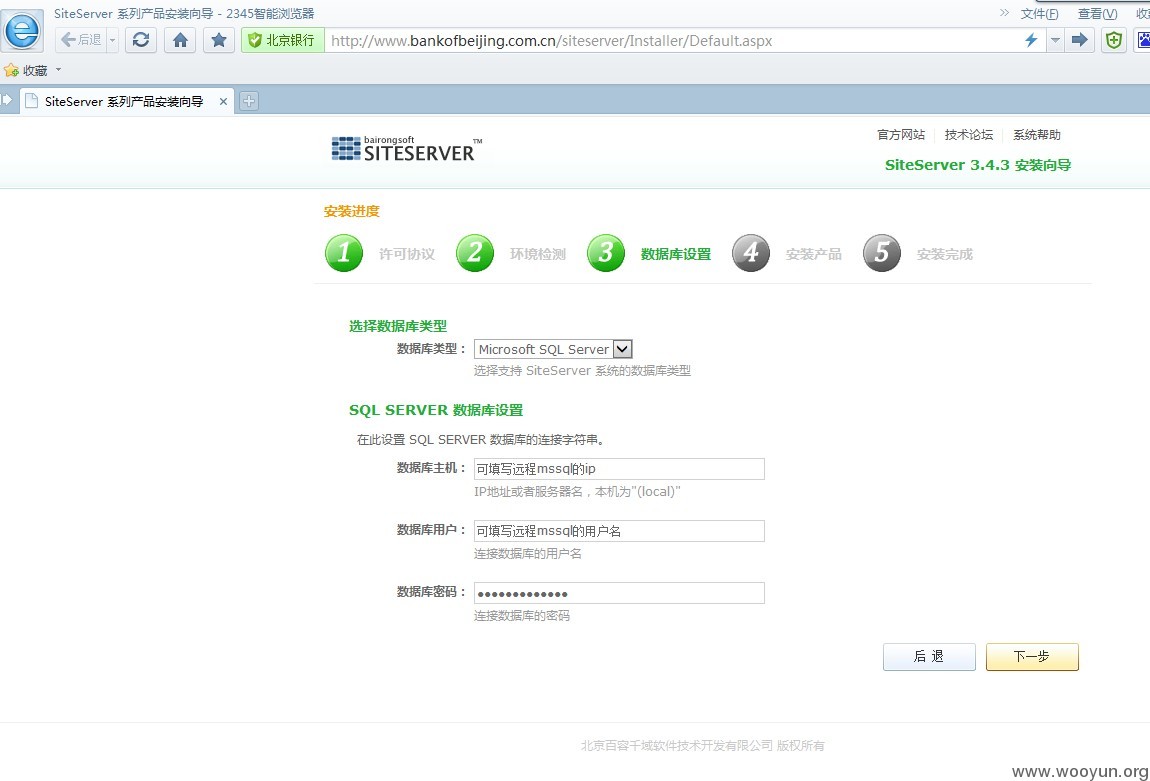 SiteServer 系列产品安装向导 - 2345智能浏览器
文件(F) 查看(V)
后退 北京银行 http://www.bankofbeijing.com.cn/siteserver/Installer/Default.aspx
收藏
SiteServer 系列产品安装向导
bairongsoft
SITESERVER™
官方网站 技术论坛 系统帮助
SiteServer 3.4.3 安装向导
安装进度
1 许可协议 2 环境检测 3 数据库设置 4 安装产品 5 安装完成
选择数据库类型
数据库类型： Microsoft SQL Server
选择支持 SiteServer 系统的数据库类型
SQL SERVER 数据库设置
在此设置 SQL SERVER 数据库的连接字符串。
数据库主机： 可填写远程mssql的ip
IP地址或者服务器名，本机为"(local)"
数据库用户： 可填写远程mssql的用户名
连接数据库的用户名
数据库密码： •••••••••••••
连接数据库的密码
后 退 下一步
北京百容千域软件技术开发有限公司 版权所有
www.wooyun.org